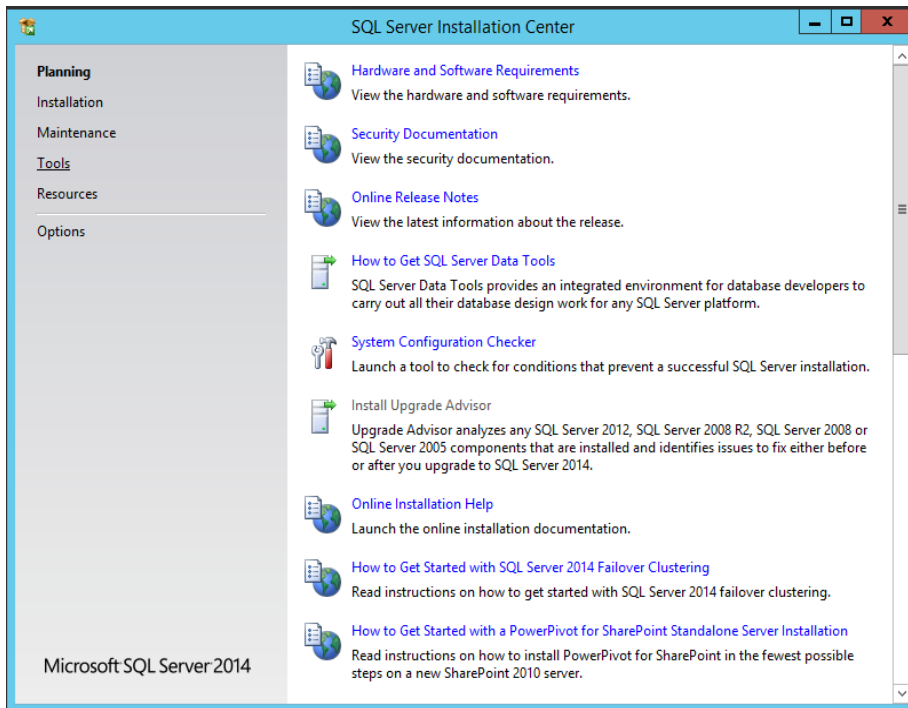 SQL Server Installation Center
Planning
Installation
Maintenance
Tools
Resources
Options
Microsoft SQL Server 2014
Hardware and Software Requirements
View the hardware and software requirements.
Security Documentation
View the security documentation.
Online Release Notes
View the latest information about the release.
How to Get SQL Server Data Tools
SQL Server Data Tools provides an integrated environment for database developers to
carry out all their database design work for any SQL Server platform.
System Configuration Checker
Launch a tool to check for conditions that prevent a successful SQL Server installation.
Install Upgrade Advisor
Upgrade Advisor analyzes any SQL Server 2012, SQL Server 2008 R2, SQL Server 2008 or
SQL Server 2005 components that are installed and identifies issues to fix either before
or after you upgrade to SQL Server 2014.
Online Installation Help
Launch the online installation documentation.
How to Get Started with SQL Server 2014 Failover Clustering
Read instructions on how to get started with SQL Server 2014 failover clustering.
How to Get Started with a PowerPivot for SharePoint Standalone Server Installation
Read instructions on how to install PowerPivot for SharePoint in the fewest possible
steps on a new SharePoint 2010 server.